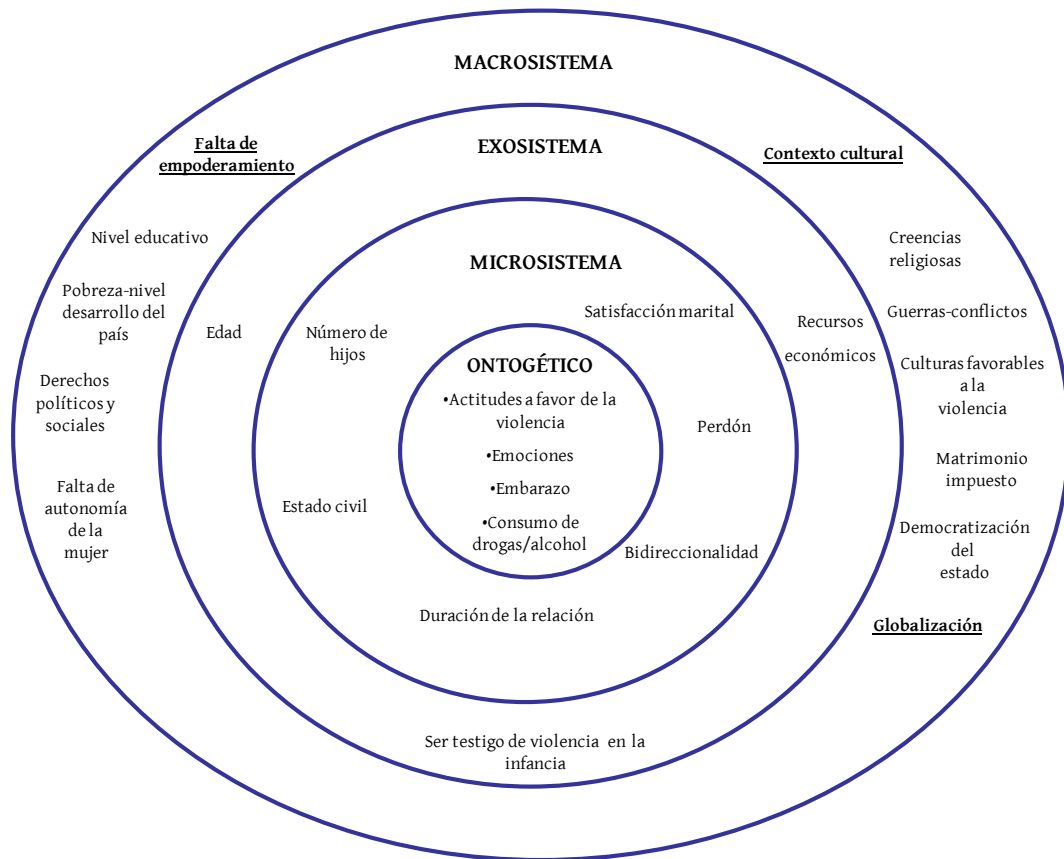 MACROSISTEMA
Falta de
empoderamiento
Nivel educativo
Pobreza-nivel
desarrollo del
país
Derechos
políticos y
sociales
Falta de
autonomía
de la
mujer
Contexto cultural
Creencias
religiosas
Guerras-conflictos
Culturas favorables
a la
violencia
Matrimonio
impuesto
Democratización
del
estado
Globalización
EXOSISTEMA
Edad
Recursos
económicos
Ser testigo de violencia en la
infancia
MICROSISTEMA
Número de
hijos
Satisfacción marital
Perdón
Estado civil
Bidireccionalidad
Duración de la relación
ONTOGÉTICO
•Actitudes a favor de la
violencia
•Emociones
•Embarazo
•Consumo de
drogas/alcohol